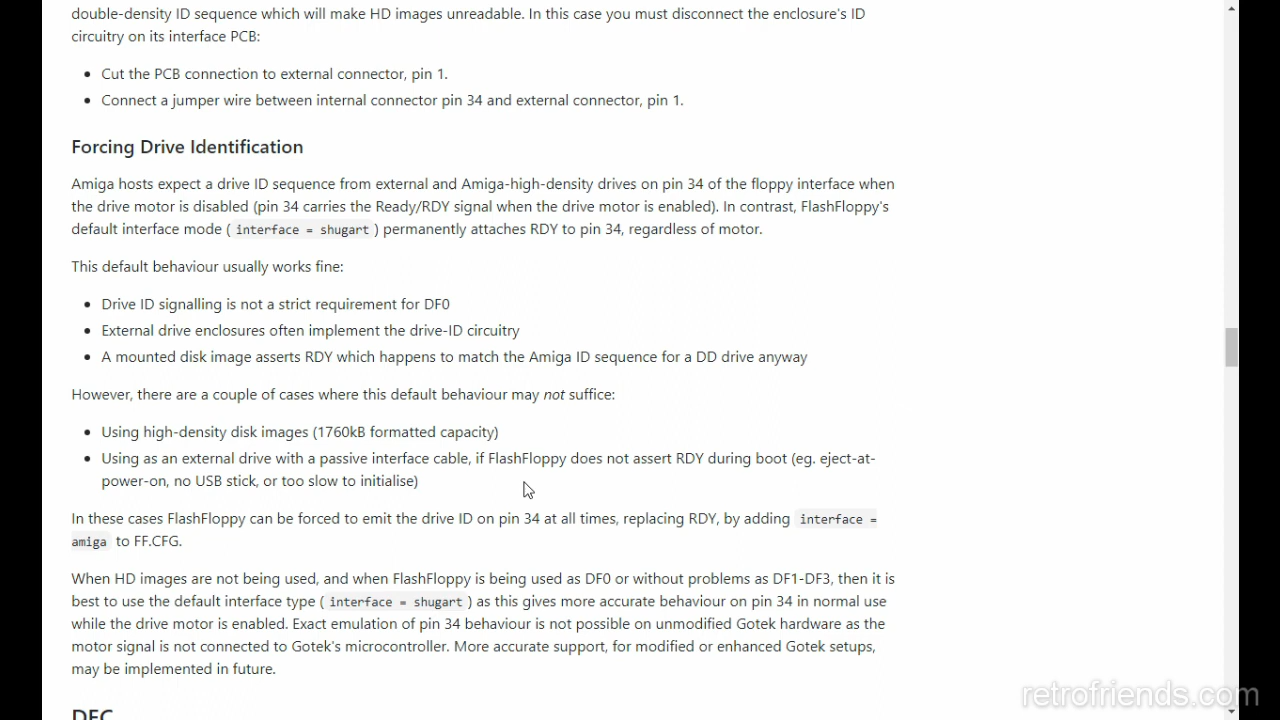 double-density ID sequence which will make HD images unreadable. In this case you must disconnect the enclosure's ID
circuitry on its interface PCB:
Cut the PCB connection to external connector, pin 1.
Connect a jumper wire between internal connector pin 34 and external connector, pin 1.
Forcing Drive Identification
Amiga hosts expect a drive ID sequence from external and Amiga-high-density drives on pin 34 of the floppy interface when
the drive motor is disabled (pin 34 carries the Ready/RDY signal when the drive motor is enabled). In contrast, FlashFloppy's
default interface mode ( interface = shugart ) permanently attaches RDY to pin 34, regardless of motor.
This default behaviour usually works fine:
Drive ID signalling is not a strict requirement for DF0
External drive enclosures often implement the drive-ID circuitry
A mounted disk image asserts RDY which happens to match the Amiga ID sequence for a DD drive anyway
However, there are a couple of cases where this default behaviour may not suffice:
Using high-density disk images (1760kB formatted capacity)
Using as an external drive with a passive interface cable, if FlashFloppy does not assert RDY during boot (eg. eject-at-
power-on, no USB stick, or too slow to initialise)
In these cases FlashFloppy can be forced to emit the drive ID on pin 34 at all times, replacing RDY, by adding interface =
amiga to FF.CFG.
When HD images are not being used, and when FlashFloppy is being used as DF0 or without problems as DF1-DF3, then it is
best to use the default interface type ( interface = shugart ) as this gives more accurate behaviour on pin 34 in normal use
while the drive motor is enabled. Exact emulation of pin 34 behaviour is not possible on unmodified Gotek hardware as the
motor signal is not connected to Gotek's microcontroller. More accurate support, for modified or enhanced Gotek setups,
may be implemented in future.
DEC
retrofriends.com